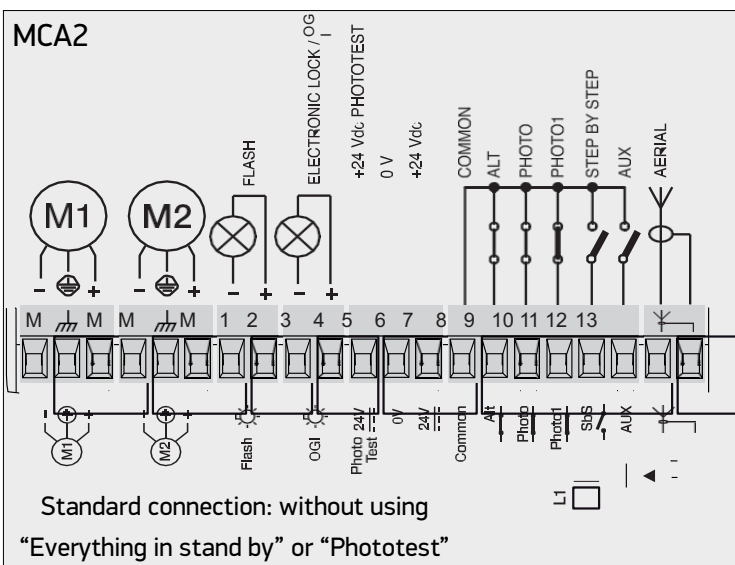 MCA2
FLASH
ELECTRONIC LOCK / OG
I
+24 Vdc PHOTOTEST
0 V
+24 Vdc
COMMON
ALT
PHOTO
PHOTO1
STEP BY STEP
AUX
AERIAL
M1
M2
- + - + - + - +
M M M M 1 2 3 4 5 6 7 8 9 10 11 12 13
- + + - + +
M1
M2
Flash
OGI
Photo 24V
Test
0V
24V
Common
Alt
Photo
Photo1
SbS
AUX
L1
Standard connection: without using
“Everything in stand by” or “Phototest”